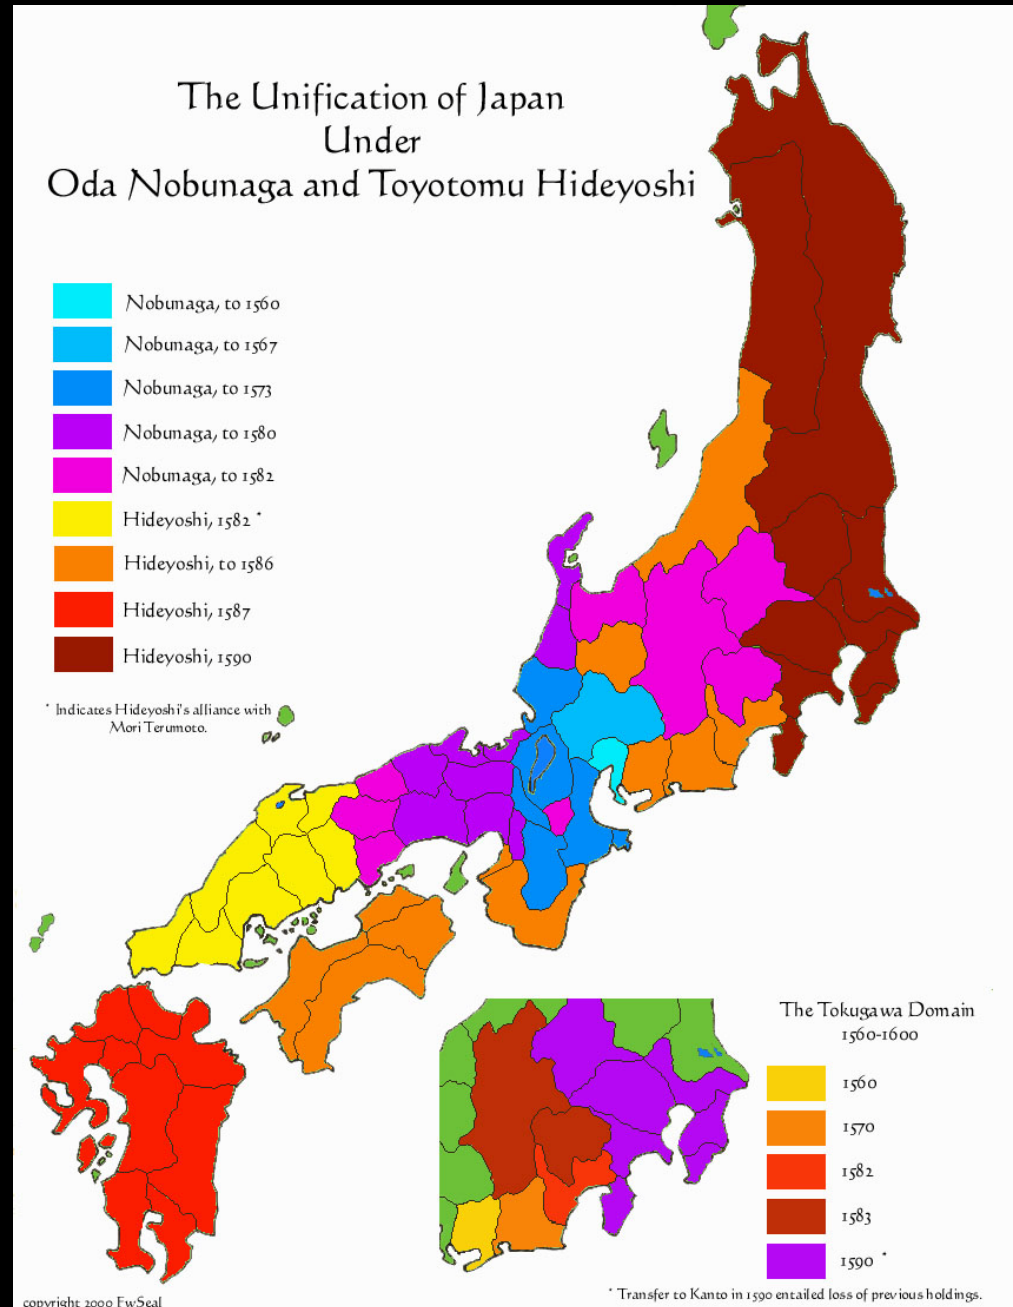 The Unification of Japan
Under
Oda Nobunaga and Toyotomu Hideyoshi
Nobunaga, to 1560
Nobunaga, to 1567
Nobunaga, to 1573
Nobunaga, to 1580
Nobunaga, to 1582
Hideyoshi, 1582 *
Hideyoshi, to 1586
Hideyoshi, 1587
Hideyoshi, 1590
* Indicates Hideyoshi's alliance with
Mori Terumoto.
The Tokugawa Domain
1560-1600
1560
1570
1582
1583
1590 *
* Transfer to Kanto in 1590 entailed loss of previous holdings.
copyright 2000 FwSeal